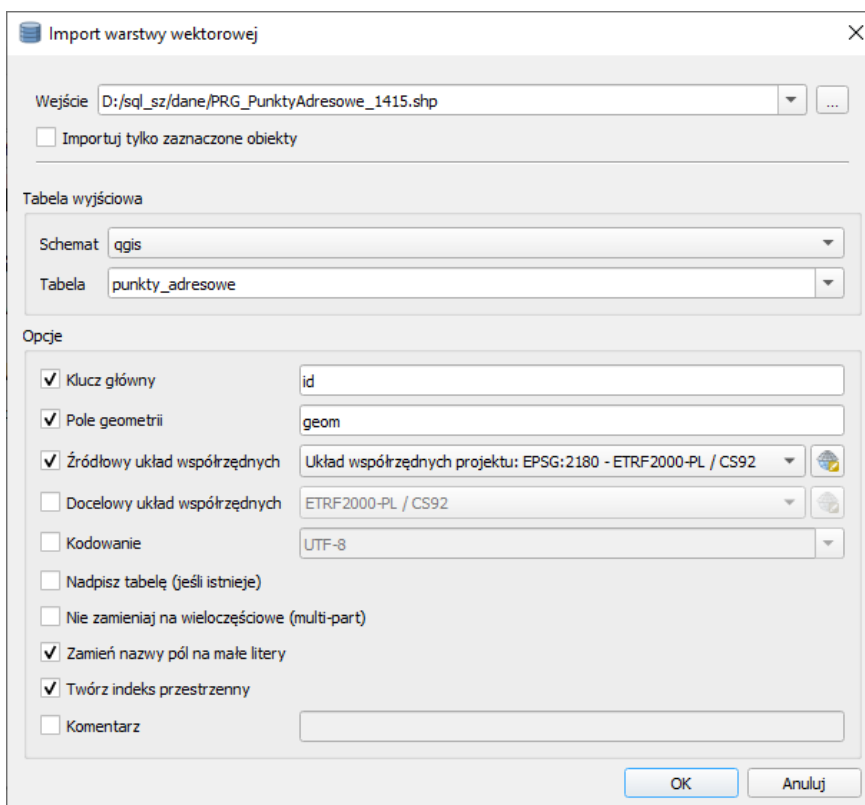 Import warstwy wektorowej
Wejście D:/sql_sz/dane/PRG_PunktyAdresowe_1415.shp ...
Importuj tylko zaznaczone obiekty
Tabela wyjściowa
Schemat qgis
Tabela punkty_adresowe
Opcje
Klucz główny id
Pole geometrii geom
Źródłowy układ współrzędnych Układ współrzędnych projektu: EPSG:2180 - ETRF2000-PL / CS92
Docelowy układ współrzędnych ETRF2000-PL / CS92
Kodowanie UTF-8
Nadpisz tabelę (jeśli istnieje)
Nie zamieniaj na wieloczęściowe (multi-part)
Zamień nazwy pól na małe litery
Twórz indeks przestrzenny
Komentarz
OK Anuluj